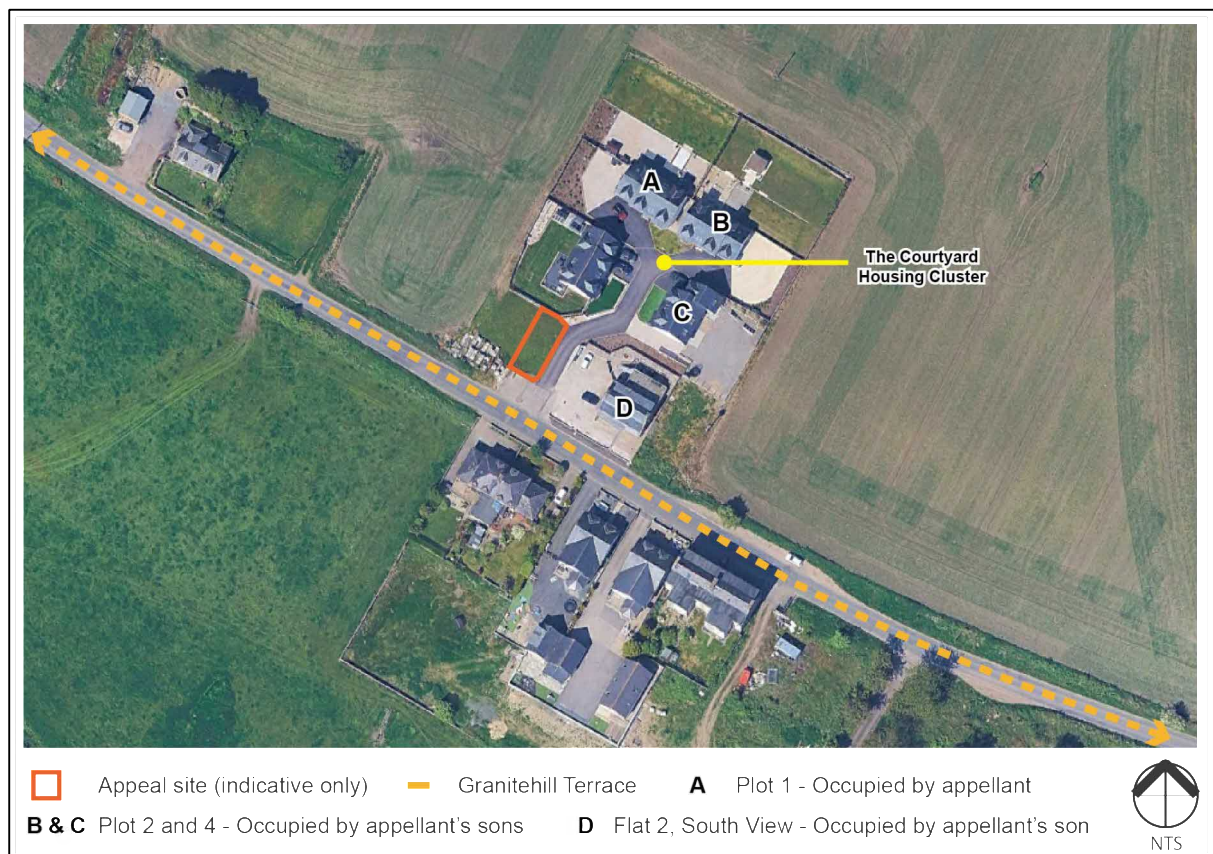 A
B
The Courtyard
Housing Cluster
C
D
Appeal site (indicative only) Granitehill Terrace A Plot 1 - Occupied by appellant
B & C Plot 2 and 4 - Occupied by appellant's sons D Flat 2, South View - Occupied by appellant's son
NTS